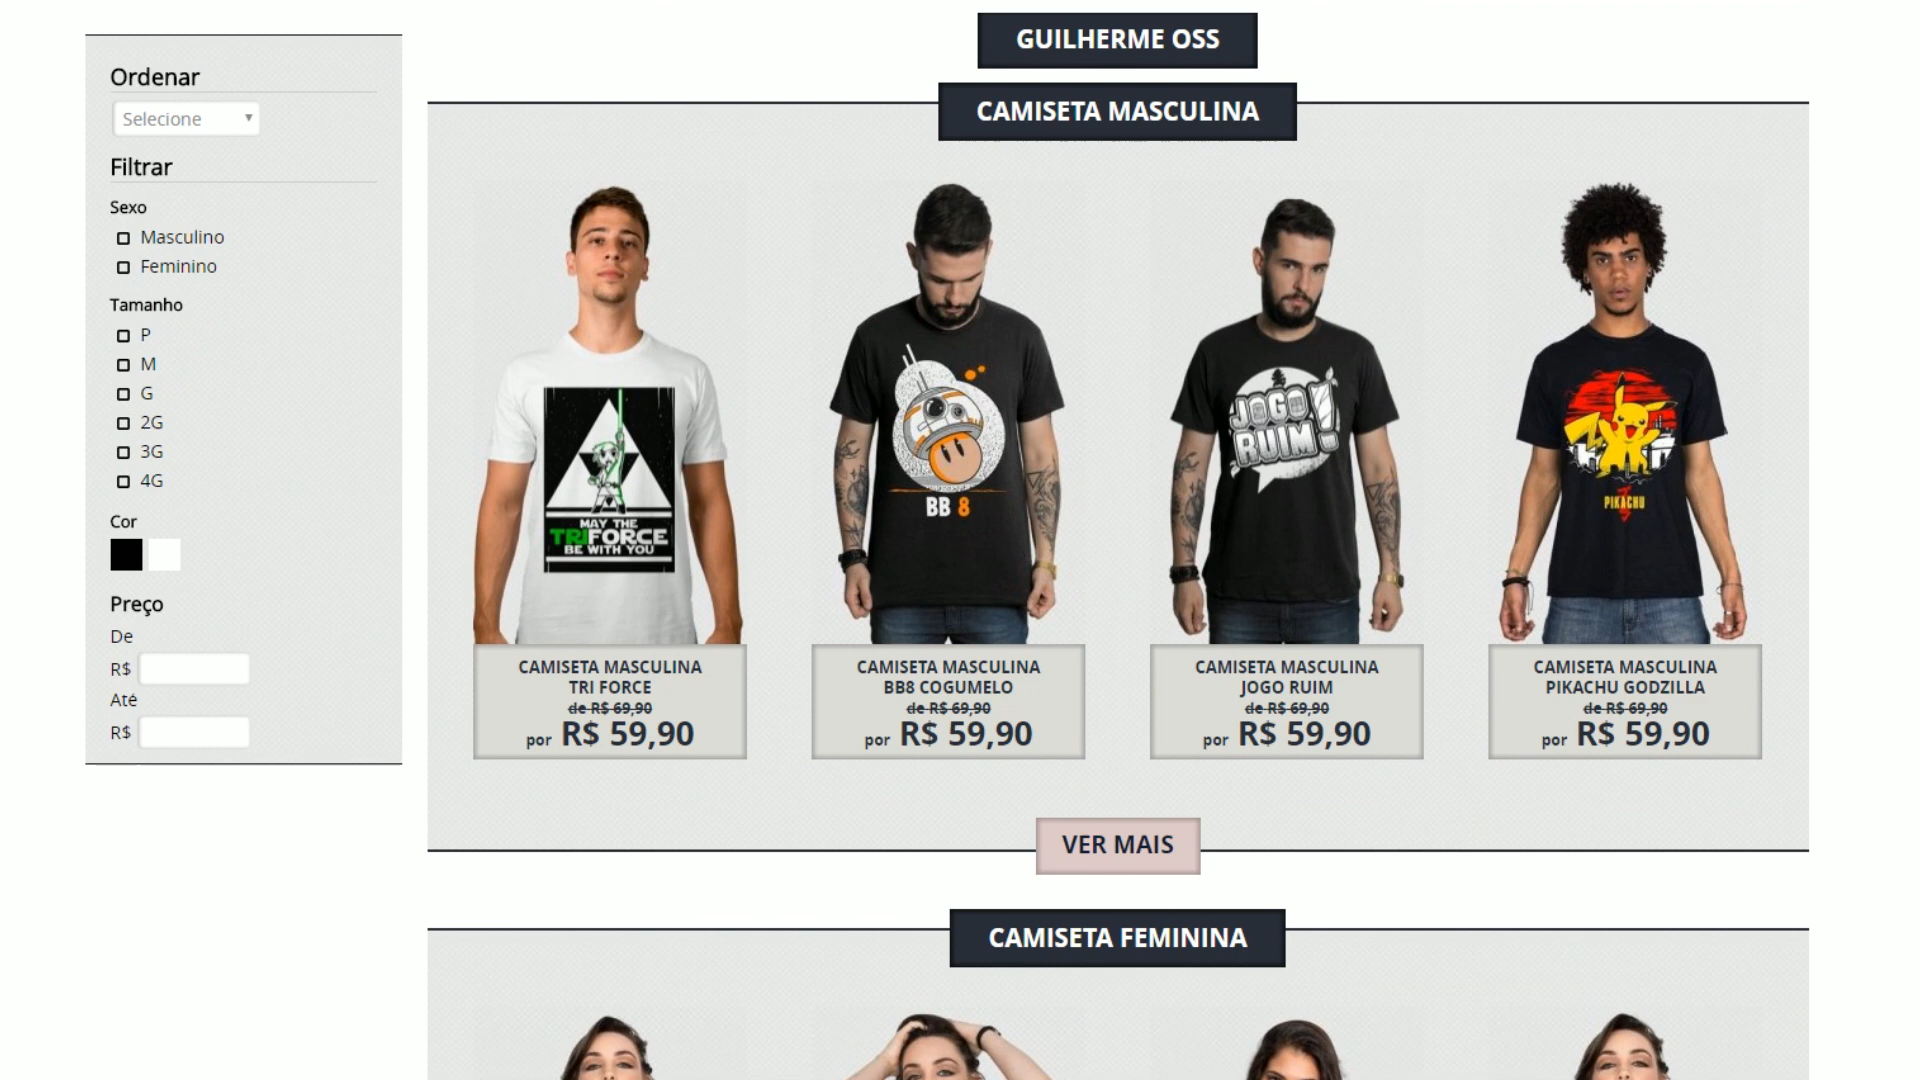 GUILHERME OSS
Ordenar
Selecione
Filtrar
Sexo
Masculino
Feminino
Tamanho
P
M
G
2G
3G
4G
Cor
Preço
De
R$
Até
R$
CAMISETA MASCULINA
MAY THE
TRIFORCE
BE WITH YOU
BB 8
JOGO
RUIM!
PIKACHU
CAMISETA MASCULINA
TRI FORCE
de R$ 69,90
por R$ 59,90
CAMISETA MASCULINA
BB8 COGUMELO
de R$ 69,90
por R$ 59,90
CAMISETA MASCULINA
JOGO RUIM
de R$ 69,90
por R$ 59,90
CAMISETA MASCULINA
PIKACHU GODZILLA
de R$ 69,90
por R$ 59,90
VER MAIS
CAMISETA FEMININA